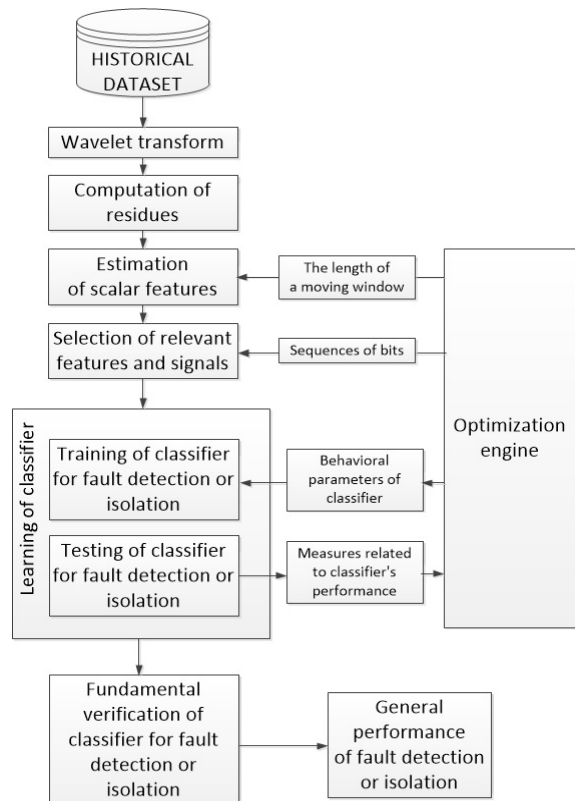 HISTORICAL
DATASET
Wavelet transform
Computation of
residues
Estimation
of scalar features
The length of
a moving window
Selection of relevant
features and signals
Sequences of bits
Optimization
engine
Learning of classifier
Training of classifier
for fault detection or
isolation
Behavioral
parameters of
classifier
Testing of classifier
for fault detection or
isolation
Measures related
to classifier's
performance
Fundamental
verification of
classifier for fault
detection or
isolation
General
performance
of fault detection
or isolation